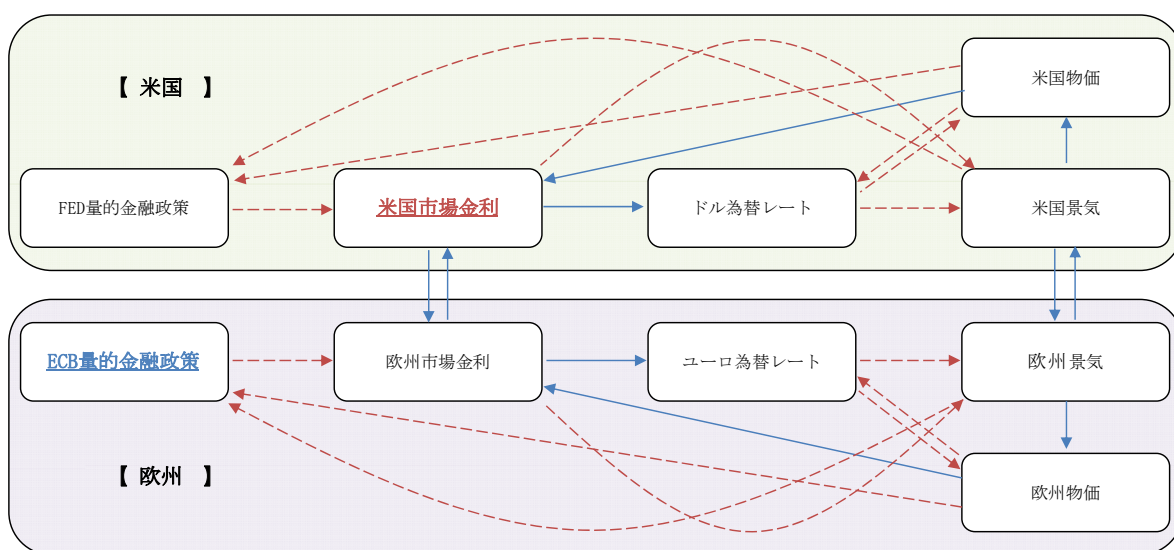 【 米国 】
米国物価
FED量的金融政策
米国市場金利
ドル為替レート
米国景気
ECB量的金融政策
欧州市場金利
ユーロ為替レート
欧州景気
【 欧州 】
欧州物価